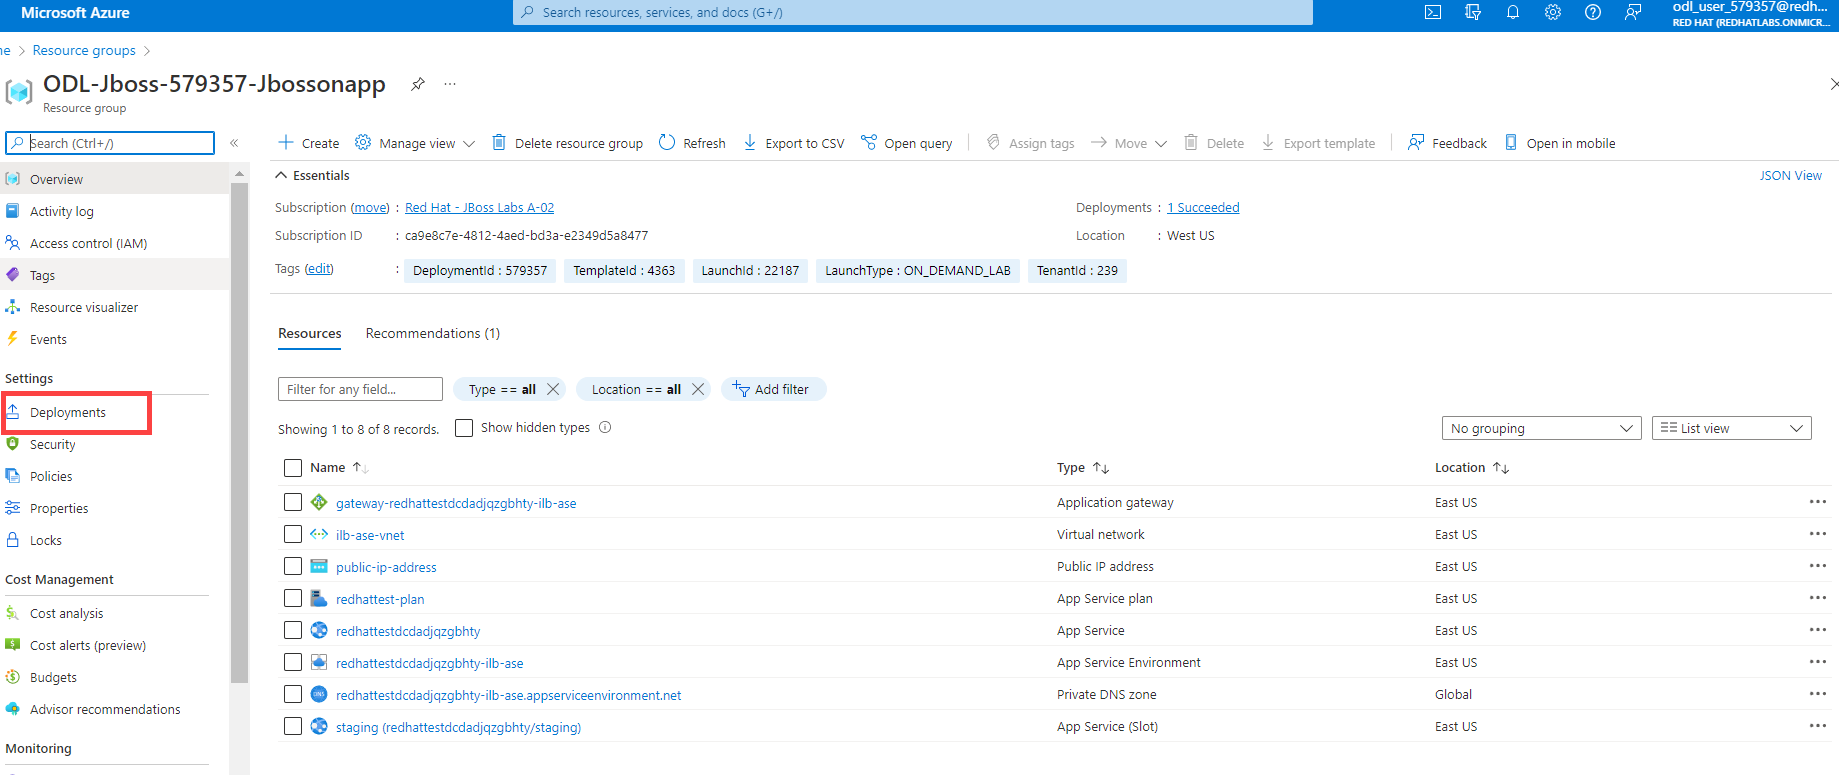 Microsoft Azure
Search resources, services, and docs (G+/)
odl_user_579357@redh...
RED HAT (REDHATLABS.ONMICR...
ne > Resource groups >
ODL-Jboss-579357-Jbossonapp ...
Resource group
Search (Ctrl+/) «
Create Manage view Delete resource group Refresh Export to CSV Open query Assign tags Move Delete Export template Feedback Open in mobile
Overview
Activity log
Access control (IAM)
Tags
Resource visualizer
Events
Settings
Deployments
Security
Policies
Properties
Locks
Cost Management
Cost analysis
Cost alerts (preview)
Budgets
Advisor recommendations
Monitoring
Essentials JSON View
Subscription (move) : Red Hat - JBoss Labs A-02 Deployments : 1 Succeeded
Subscription ID : ca9e8c7e-4812-4aed-bd3a-e2349d5a8477 Location : West US
Tags (edit) : DeploymentId : 579357 TemplateId : 4363 LaunchId : 22187 LaunchType : ON_DEMAND_LAB TenantId : 239
Resources Recommendations (1)
Filter for any field... Type == all Location == all Add filter
Showing 1 to 8 of 8 records. Show hidden types No grouping List view
Name Type Location
gateway-redhattestdcdadjqzgbhty-ilb-ase Application gateway East US ...
ilb-ase-vnet Virtual network East US ...
public-ip-address Public IP address East US ...
redhattest-plan App Service plan East US ...
redhattestdcdadjqzgbhty App Service East US ...
redhattestdcdadjqzgbhty-ilb-ase App Service Environment East US ...
redhattestdcdadjqzgbhty-ilb-ase.appserviceenvironment.net Private DNS zone Global ...
staging (redhattestdcdadjqzgbhty/staging) App Service (Slot) East US ...